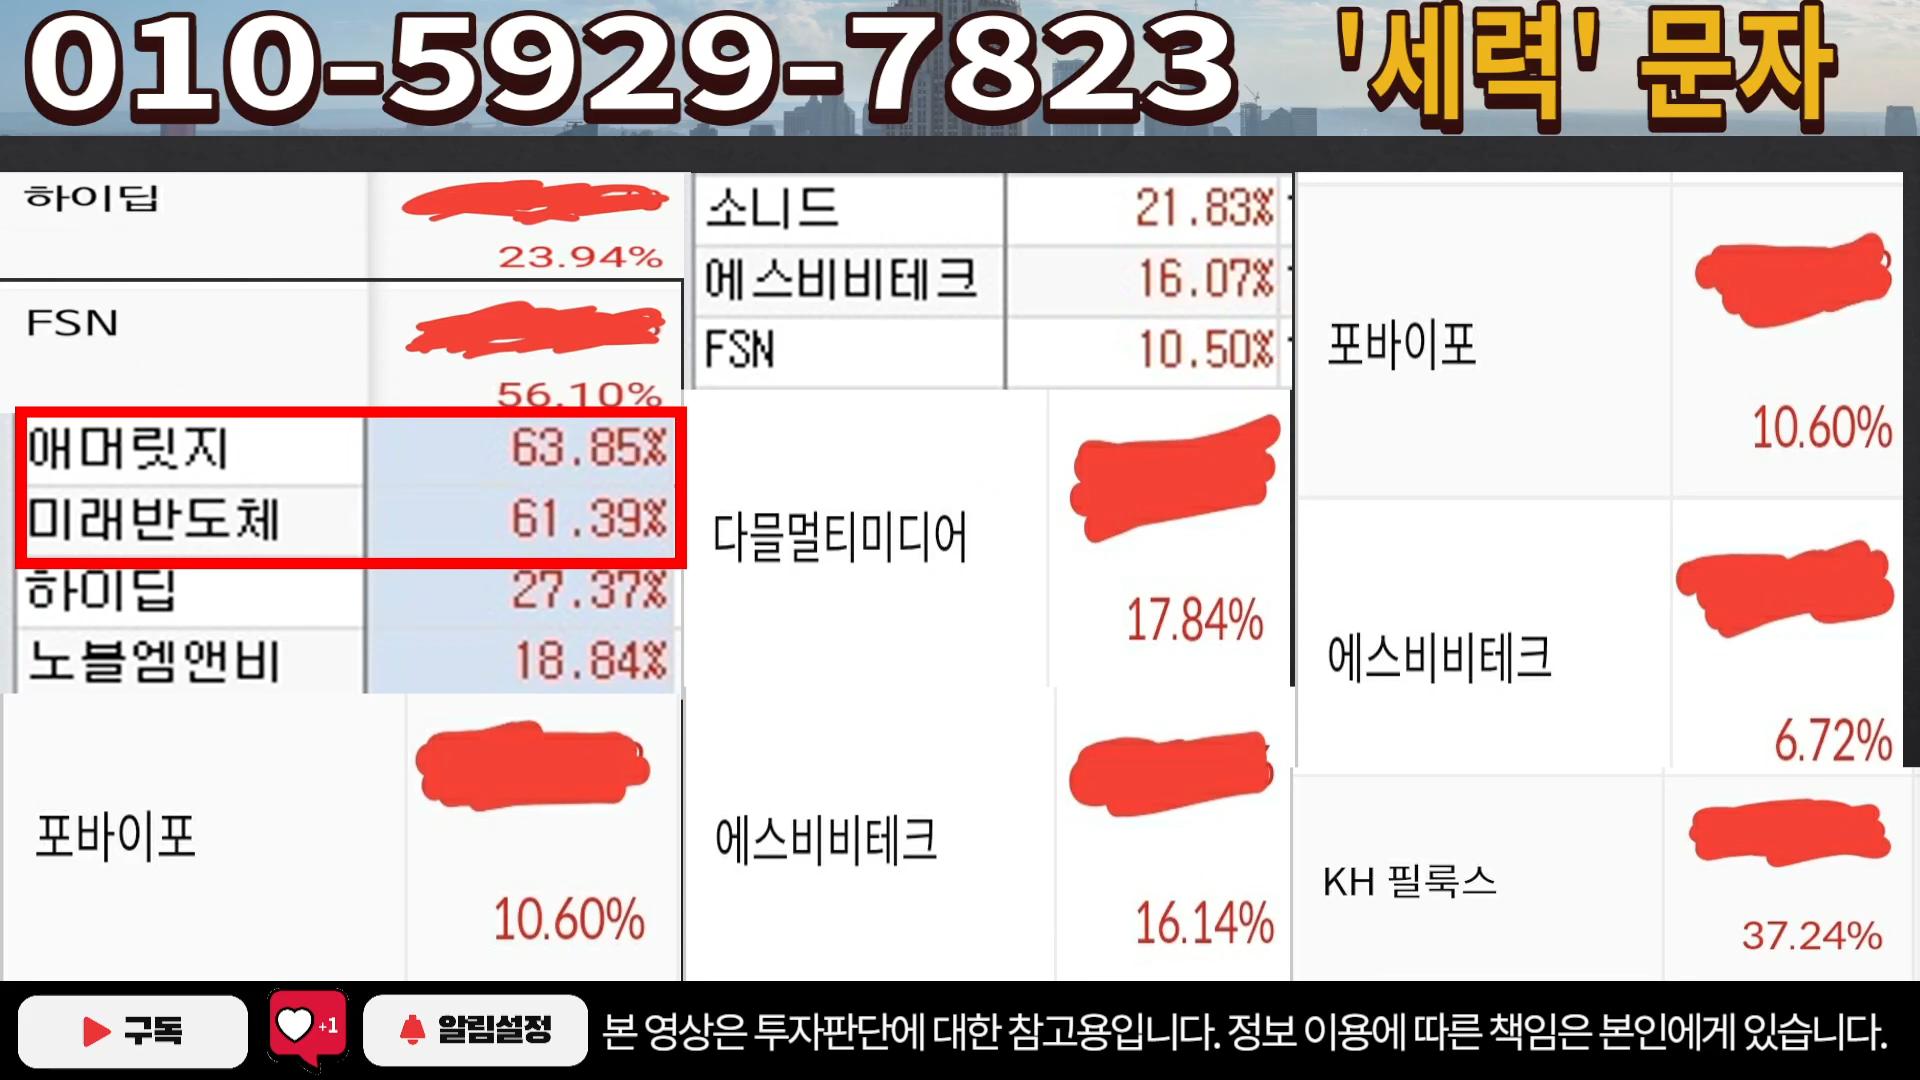 010-5929-7823 '세력' 문자
하이딥
23.94%
FSN
56.10%
애머릿지
63.85%
미래반도체
61.39%
하이딥
27.37%
노블엠앤비
18.84%
포바이포
10.60%
소니드
21.83%
에스비비테크
16.07%
FSN
10.50%
다믈멀티미디어
17.84%
에스비비테크
16.14%
포바이포
10.60%
에스비비테크
6.72%
KH 필룩스
37.24%
구독
+1
알림설정
본 영상은 투자판단에 대한 참고용입니다. 정보 이용에 따른 책임은 본인에게 있습니다.